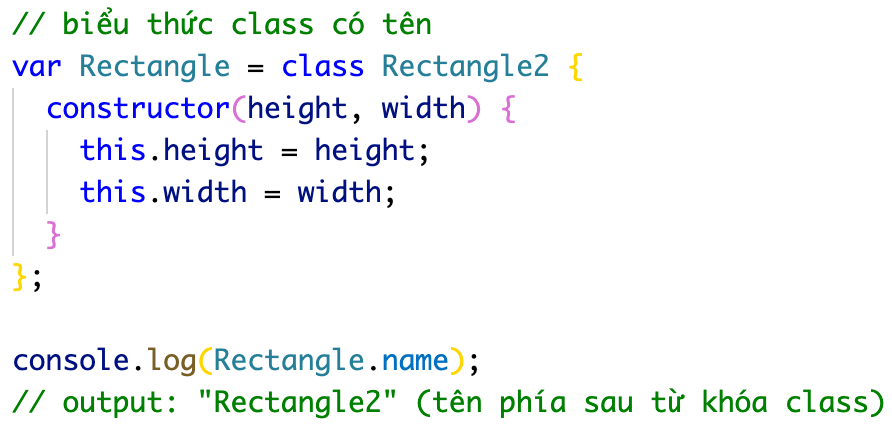 // biểu thức class có tên
var Rectangle = class Rectangle2 {
  constructor(height, width) {
    this.height = height;
    this.width = width;
  }
};

console.log(Rectangle.name);
// output: "Rectangle2" (tên phía sau từ khóa class)